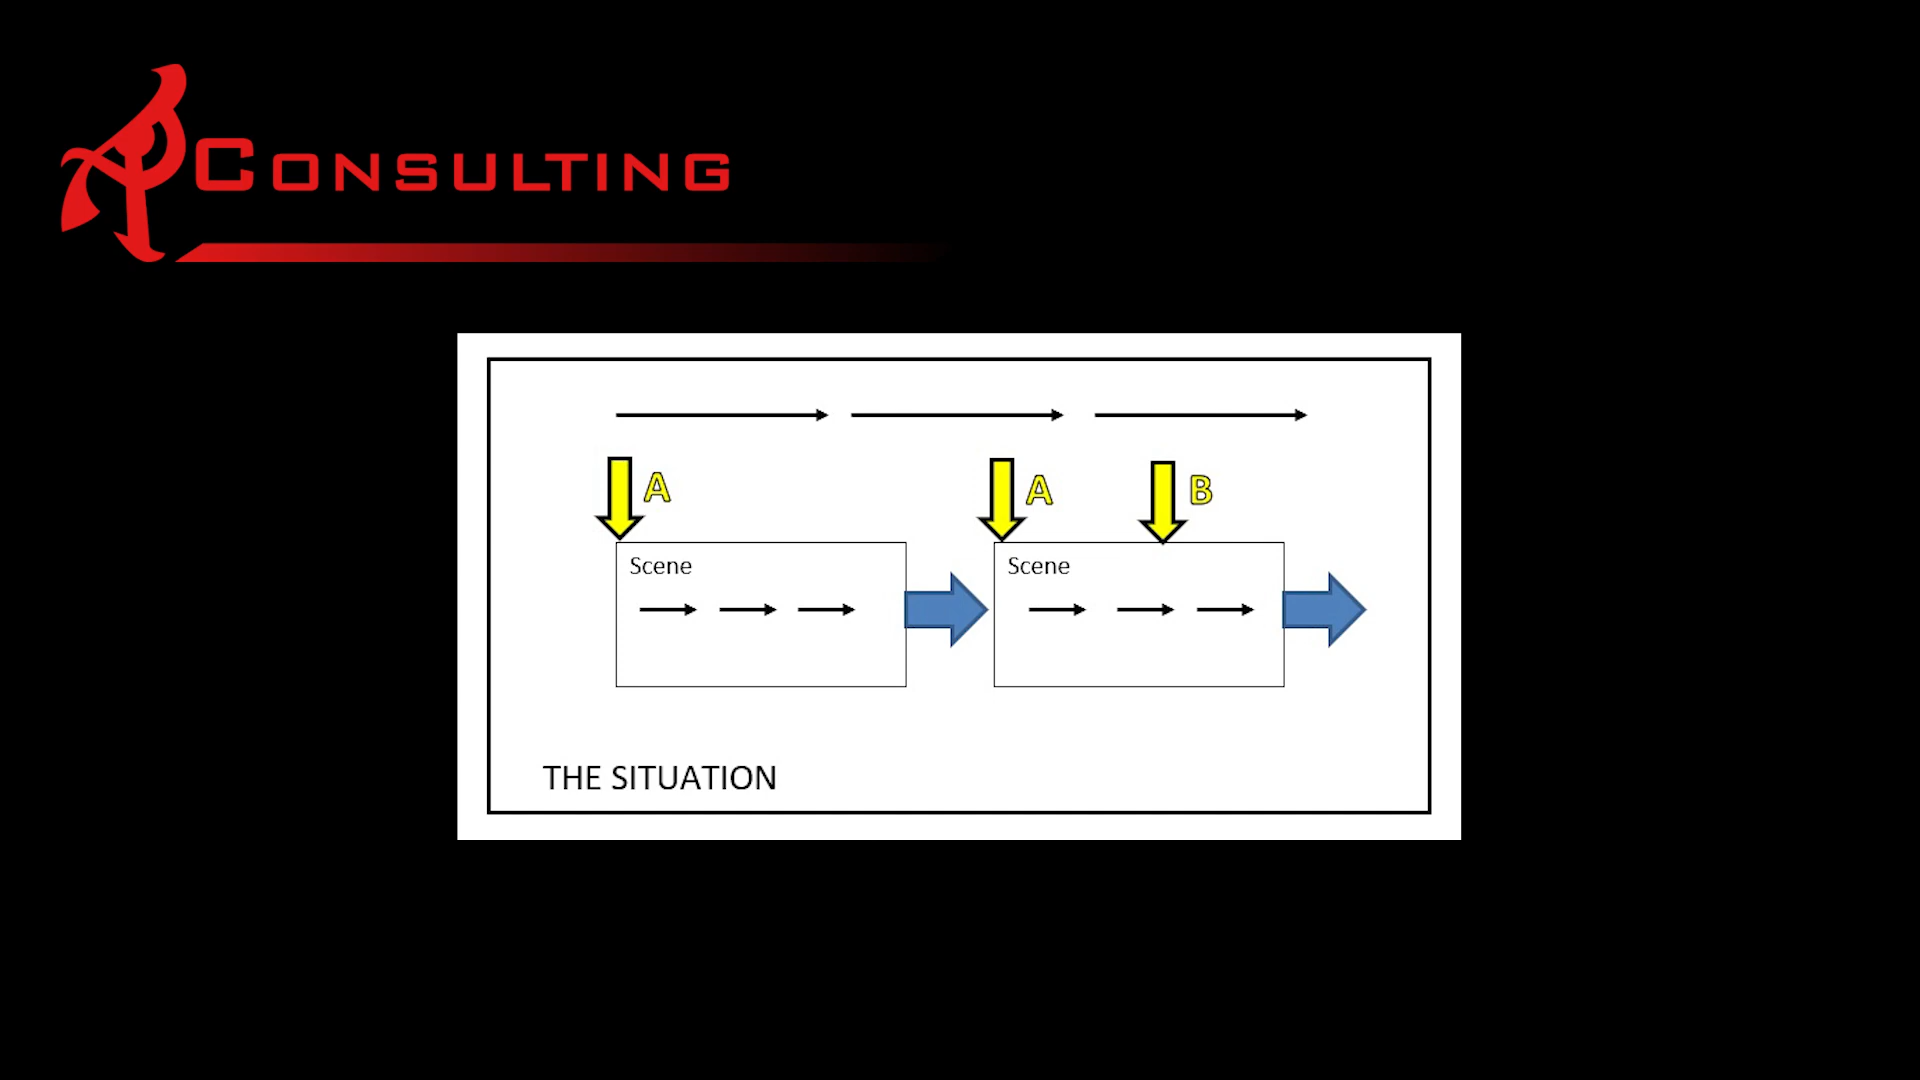 CONSULTING
A
A
B
Scene
Scene
THE SITUATION